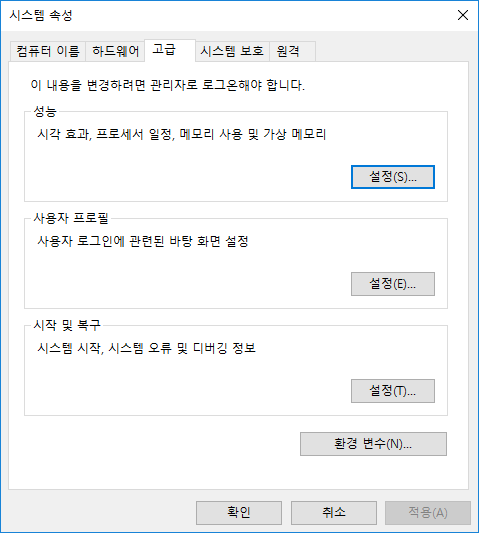 시스템 속성
컴퓨터 이름 하드웨어 고급 시스템 보호 원격
이 내용을 변경하려면 관리자로 로그온해야 합니다.
성능
시각 효과, 프로세서 일정, 메모리 사용 및 가상 메모리
설정(S)...
사용자 프로필
사용자 로그인에 관련된 바탕 화면 설정
설정(E)...
시작 및 복구
시스템 시작, 시스템 오류 및 디버깅 정보
설정(T)...
환경 변수(N)...
확인 취소 적용(A)